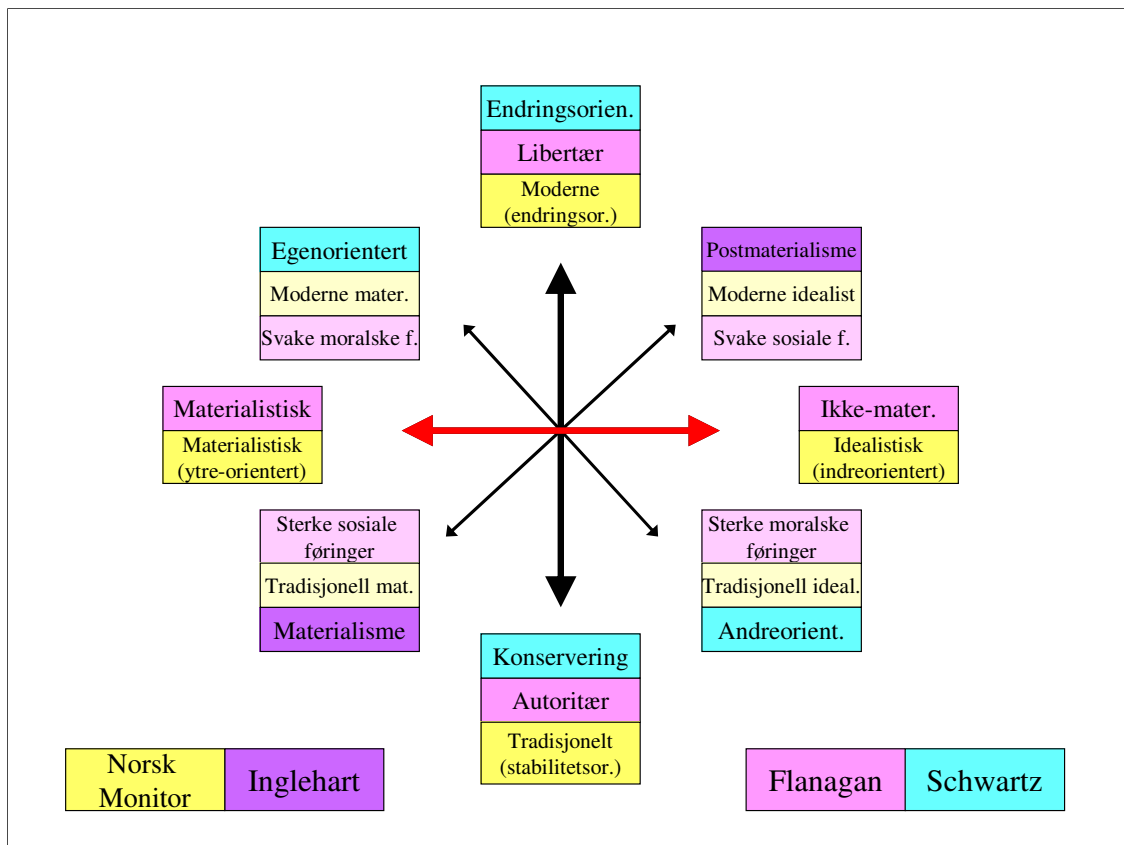 Endringsorien.
Libertær
Moderne
(endringsor.)
Egenorientert
Moderne mater.
Svake moralske f.
Postmaterialisme
Moderne idealist
Svake sosiale f.
Materialistisk
Materialistisk
(ytre-orientert)
Ikke-mater.
Idealistisk
(indreorientert)
Sterke sosiale
føringer
Tradisjonell mat.
Materialisme
Sterke moralske
føringer
Tradisjonell ideal.
Andreorient.
Konservering
Autoritær
Tradisjonelt
(stabilitetsor.)
Norsk
Monitor
Inglehart
Flanagan
Schwartz